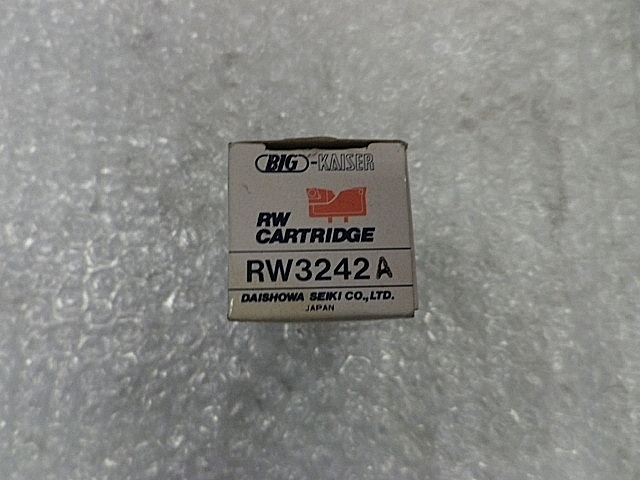 BIG-KAISER
RW
CARTRIDGE
RW3242A
DAISHOWA SEIKI CO., LTD.
JAPAN